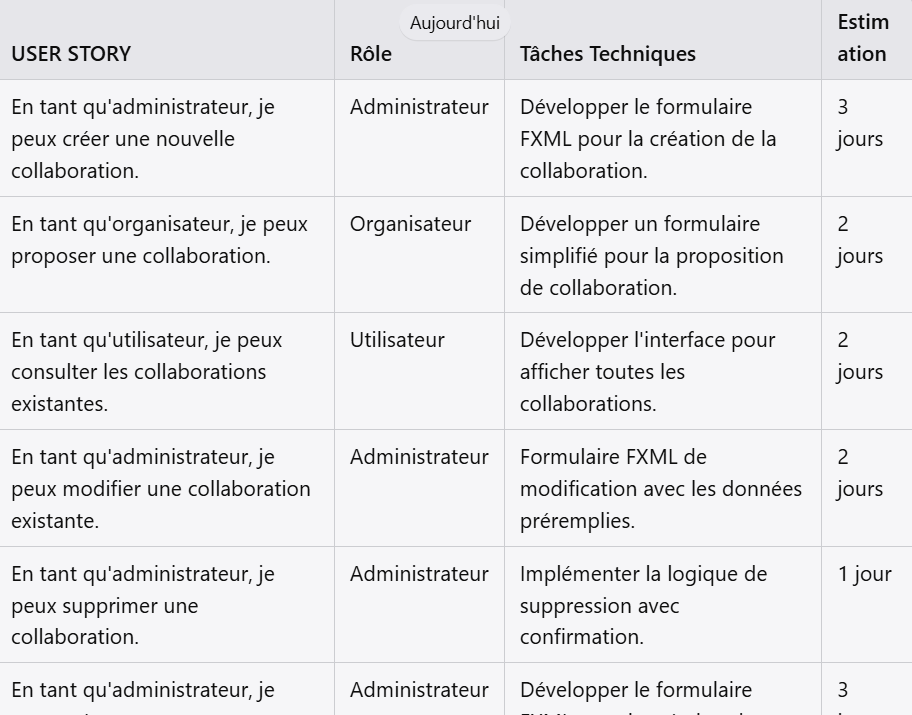 Aujourd'hui
USER STORY
Rôle
Tâches Techniques
Estim
ation
En tant qu'administrateur, je
peux créer une nouvelle
collaboration.
Administrateur
Développer le formulaire
FXML pour la création de la
collaboration.
3
jours
En tant qu'organisateur, je peux
proposer une collaboration.
Organisateur
Développer un formulaire
simplifié pour la proposition
de collaboration.
2
jours
En tant qu'utilisateur, je peux
consulter les collaborations
existantes.
Utilisateur
Développer l'interface pour
afficher toutes les
collaborations.
2
jours
En tant qu'administrateur, je
peux modifier une collaboration
existante.
Administrateur
Formulaire FXML de
modification avec les données
préremplies.
2
jours
En tant qu'administrateur, je
peux supprimer une
collaboration.
Administrateur
Implémenter la logique de
suppression avec
confirmation.
1 jour
En tant qu'administrateur, je
Administrateur
Développer le formulaire
3